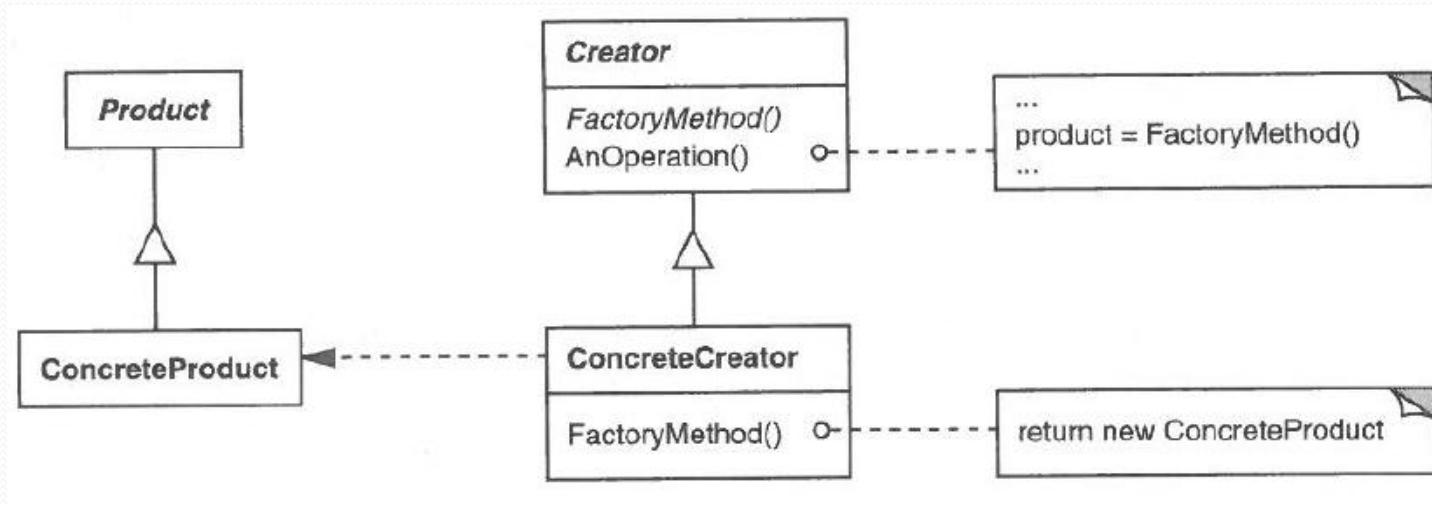 Product
ConcreteProduct
Creator
FactoryMethod()
AnOperation()
...
product = FactoryMethod()
...
ConcreteCreator
FactoryMethod()
return new ConcreteProduct